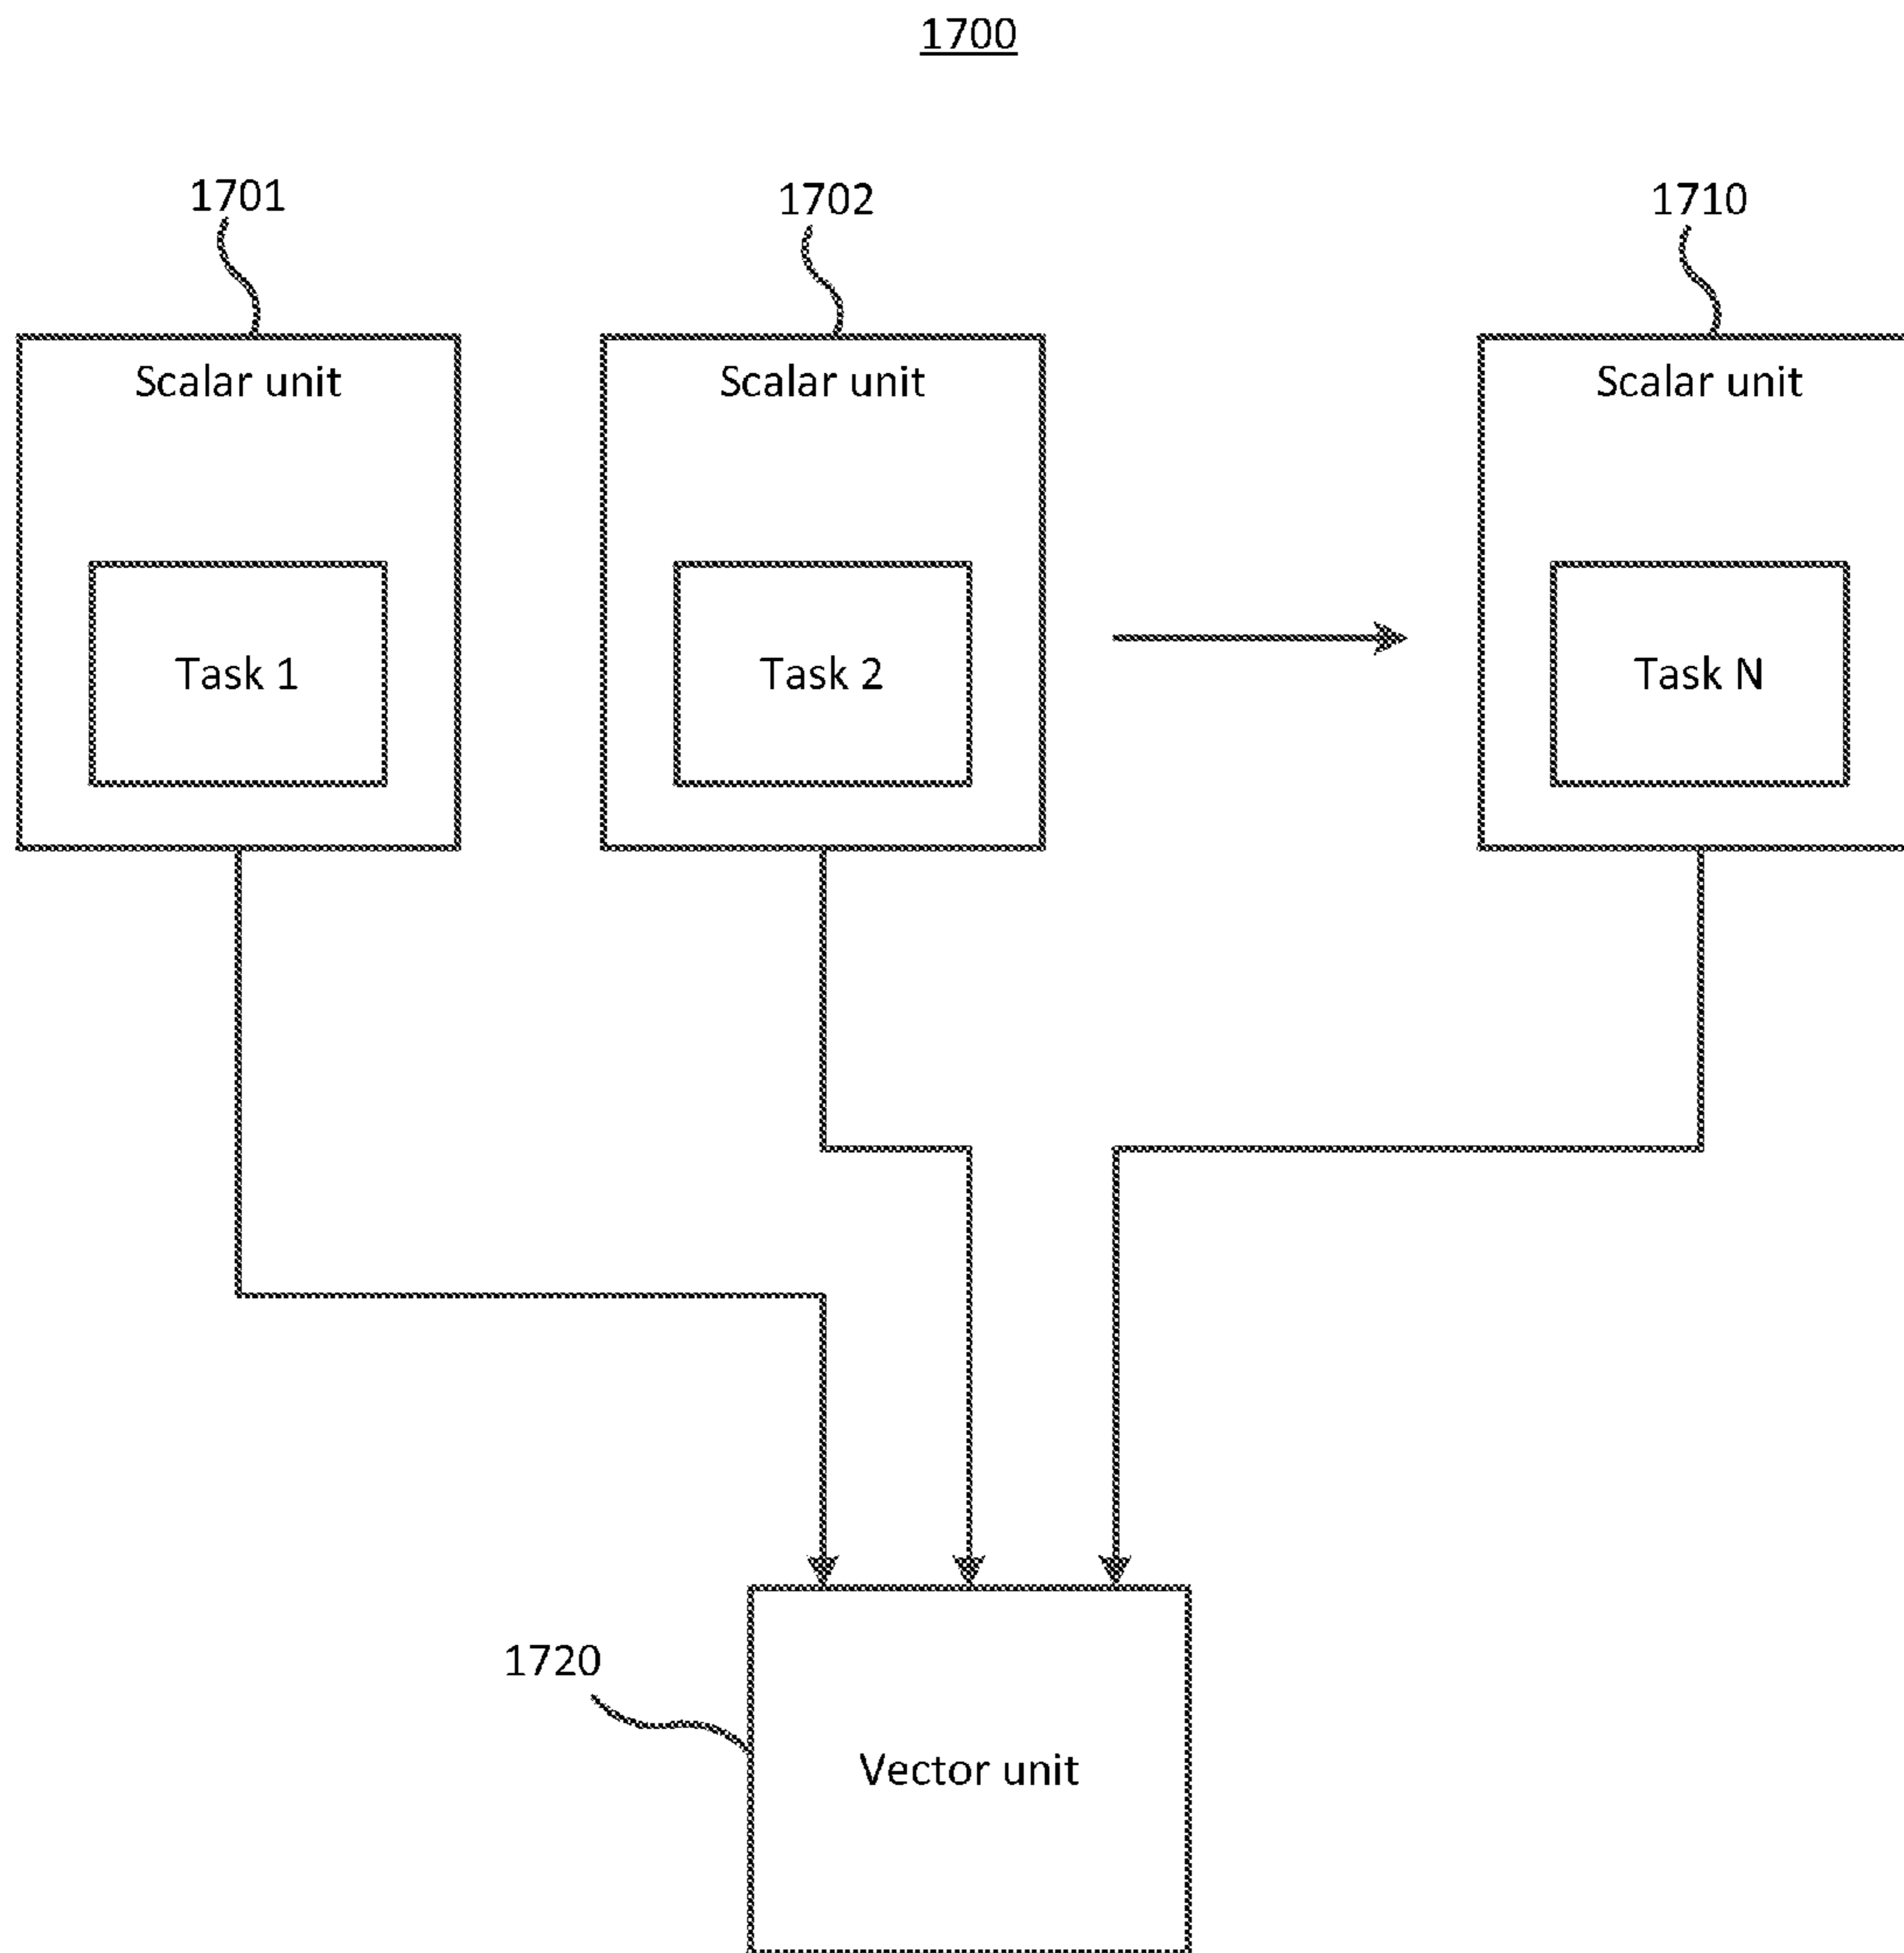 1700
1701
1702
1710
Scalar unit
Scalar unit
Scalar unit
Task 1
Task 2
Task N
1720
Vector unit